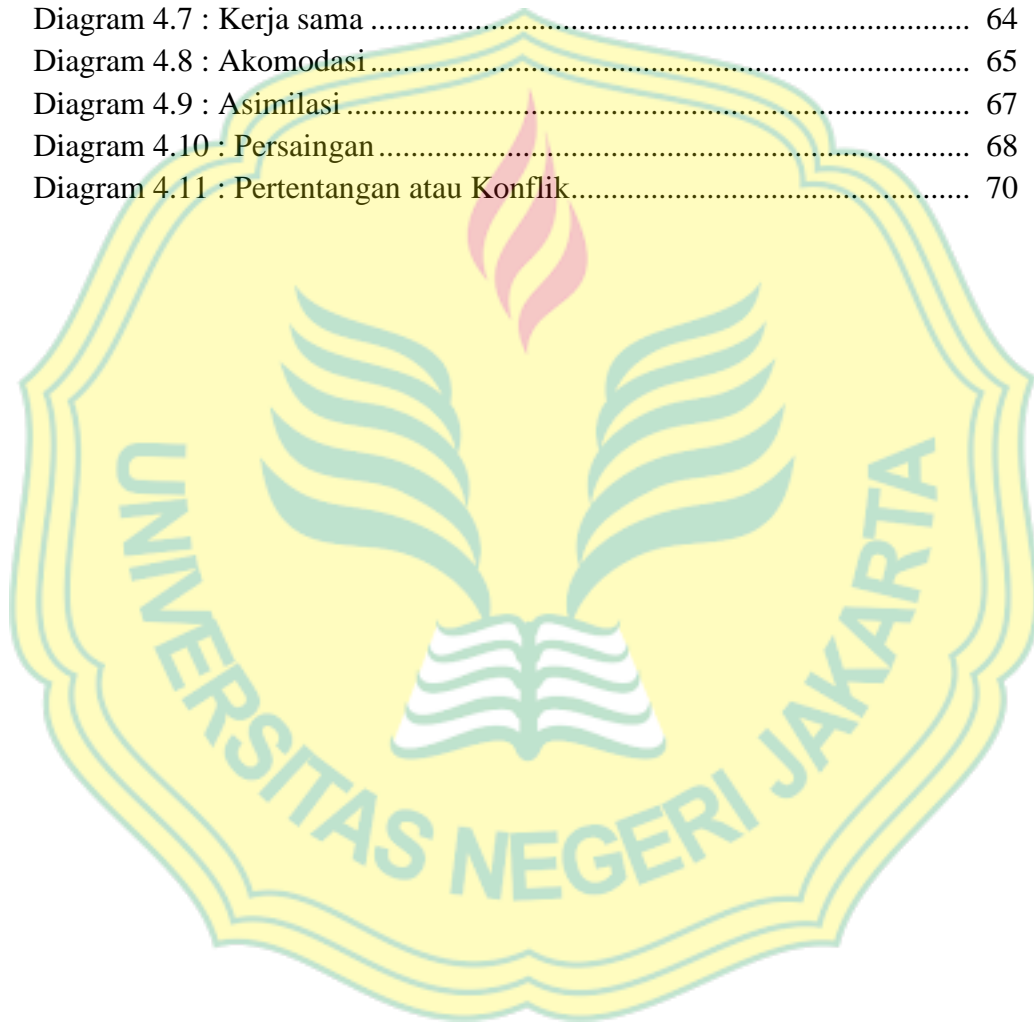 Diagram 4.7 : Kerja sama ........................................................................... 64
Diagram 4.8 : Akomodasi ........................................................................... 65
Diagram 4.9 : Asimilasi .............................................................................. 67
Diagram 4.10 : Persaingan .......................................................................... 68
Diagram 4.11 : Pertentangan atau Konflik .................................................. 70
UNIVERSITAS NEGERI JAKARTA